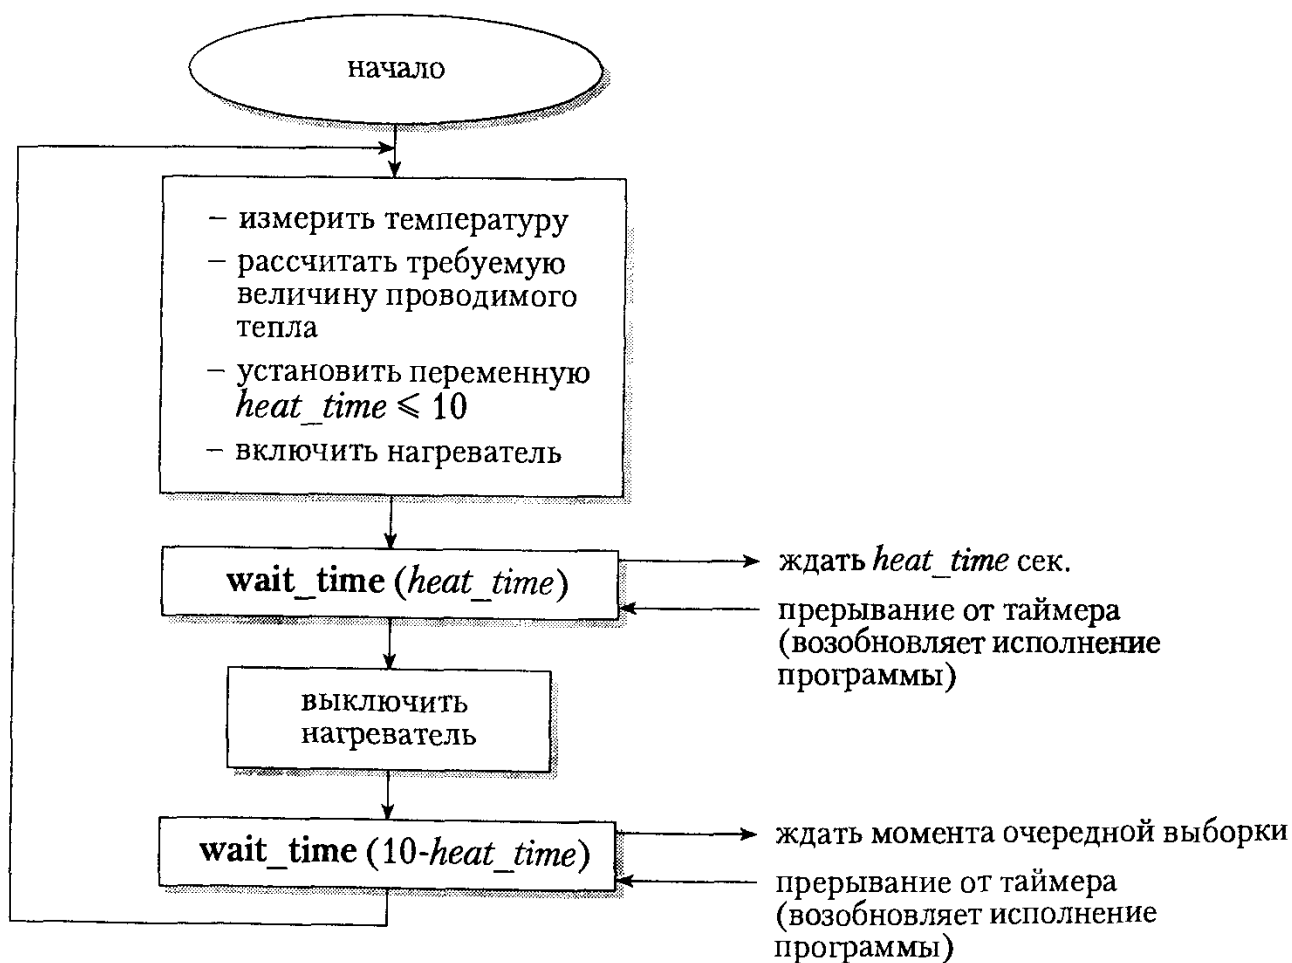 начало
– измерить температуру
– рассчитать требуемую
величину проводимого
тепла
– установить переменную
heat_time ⩽ 10
– включить нагреватель
wait_time (heat_time)
ждать heat_time сек.
прерывание от таймера
(возобновляет исполнение
программы)
выключить
нагреватель
wait_time (10-heat_time)
ждать момента очередной выборки
прерывание от таймера
(возобновляет исполнение
программы)